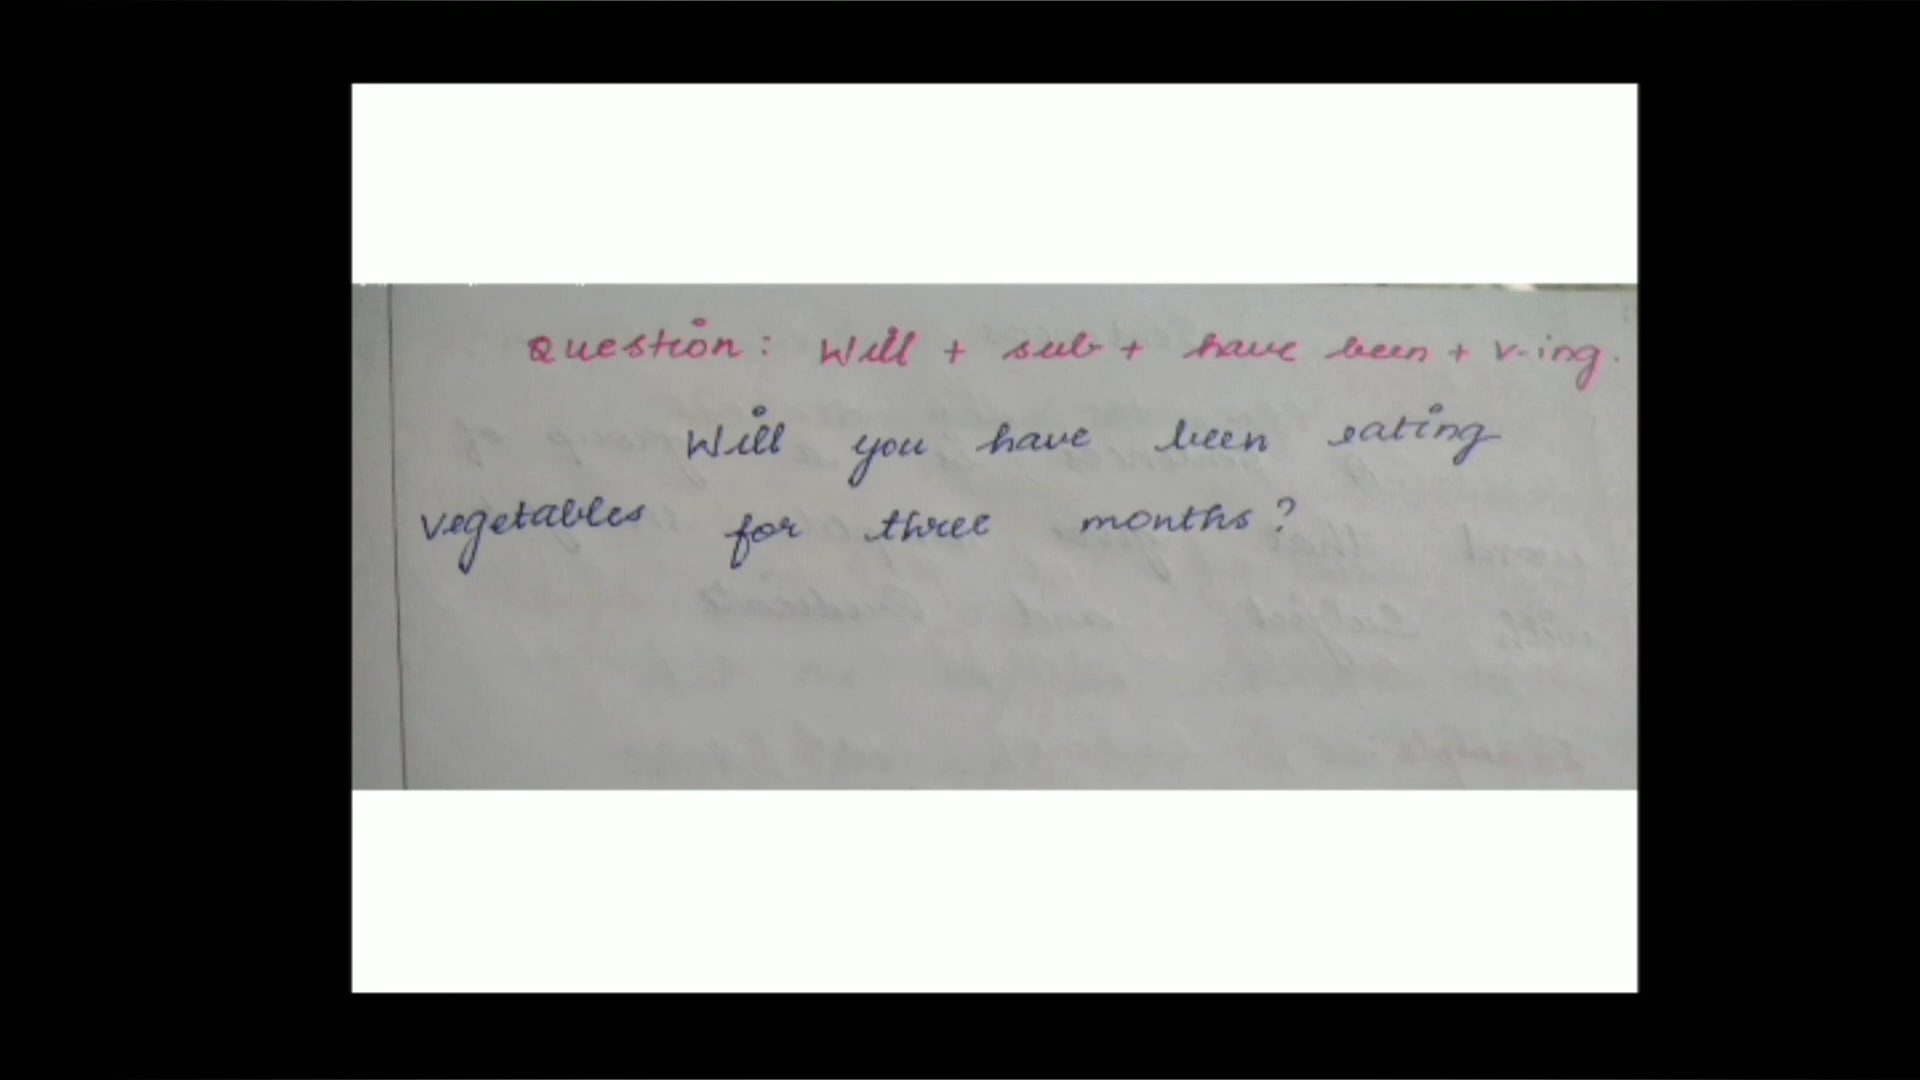 Question: Will + sub + have been + v-ing.
Will you have been eating
vegetables for three months?